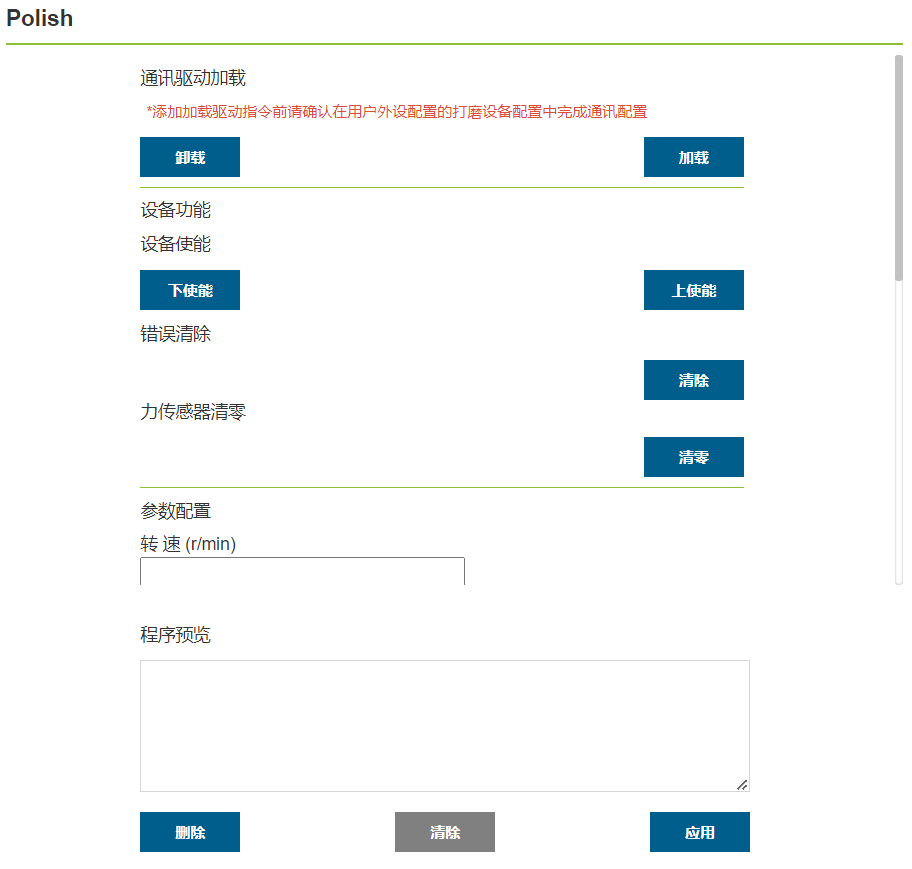 Polish
通讯驱动加载
*添加加载驱动指令前请确认在用户外设配置的打磨设备配置中完成通讯配置
卸载
加载
设备功能
设备使能
下使能
上使能
错误清除
清除
力传感器清零
清零
参数配置
转 速 (r/min)
程序预览
删除
清除
应用